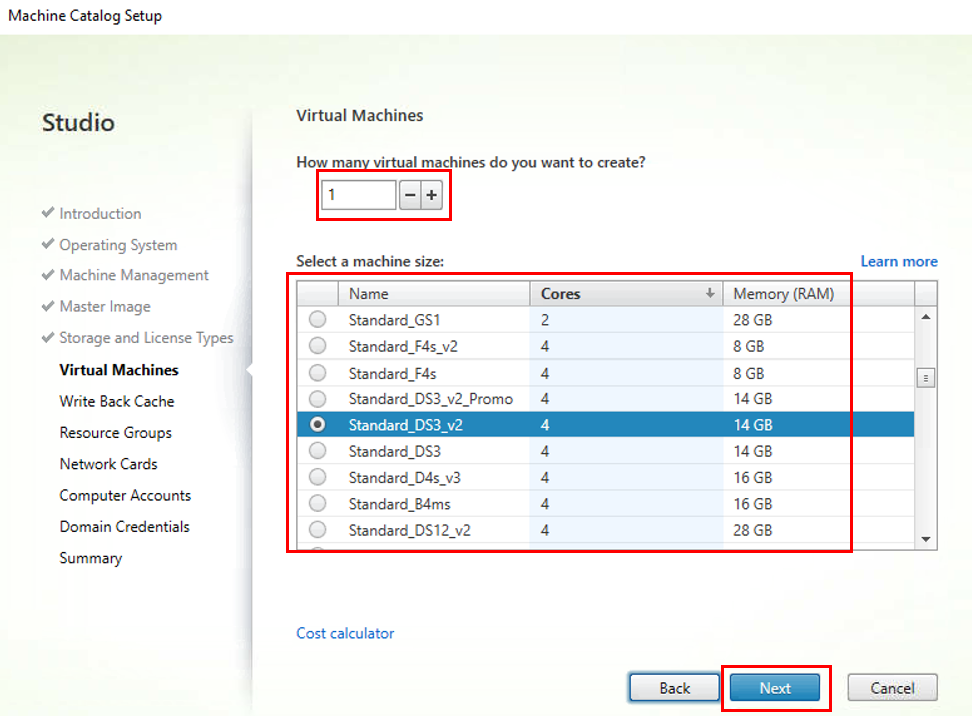 Machine Catalog Setup
Studio
Introduction
Operating System
Machine Management
Master Image
Storage and License Types
Virtual Machines
Write Back Cache
Resource Groups
Network Cards
Computer Accounts
Domain Credentials
Summary
Virtual Machines
How many virtual machines do you want to create?
1 − +
Select a machine size: Learn more
Name Cores Memory (RAM)
Standard_GS1 2 28 GB
Standard_F4s_v2 4 8 GB
Standard_F4s 4 8 GB
Standard_DS3_v2_Promo 4 14 GB
Standard_DS3_v2 4 14 GB
Standard_DS3 4 14 GB
Standard_D4s_v3 4 16 GB
Standard_B4ms 4 16 GB
Standard_DS12_v2 4 28 GB
Cost calculator
Back Next Cancel